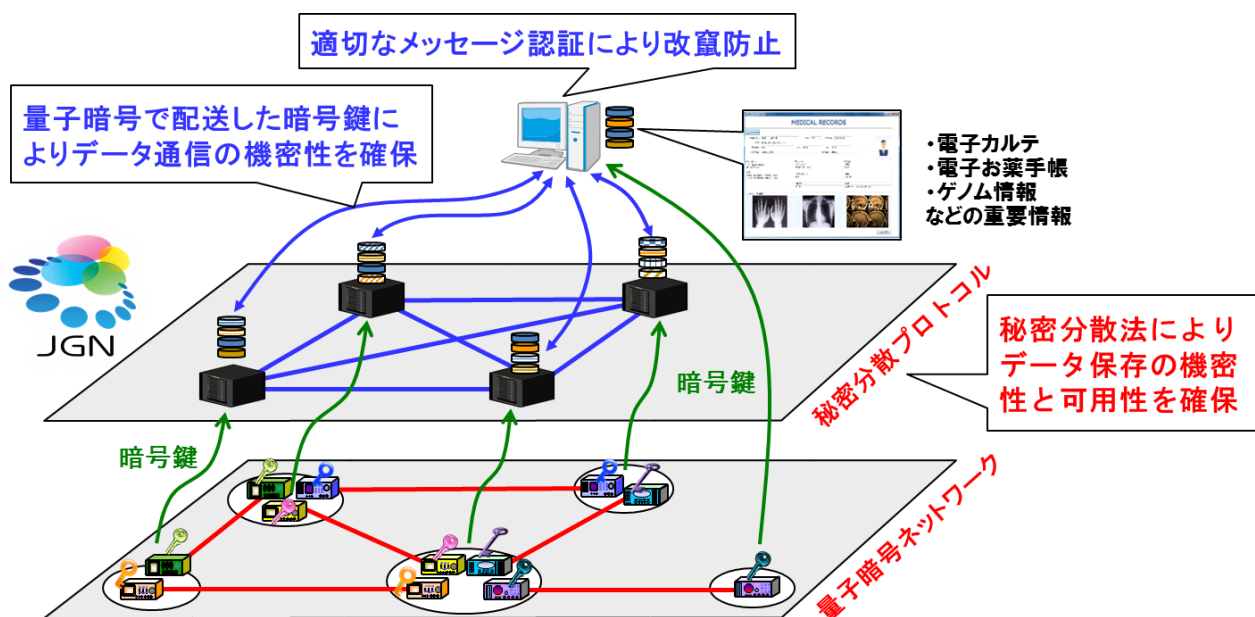 適切なメッセージ認証により改竄防止
量子暗号で配送した暗号鍵に
よりデータ通信の機密性を確保
MEDICAL RECORDS
・電子カルテ
・電子お薬手帳
・ゲノム情報
などの重要情報
JGN
秘密分散プロトコル
秘密分散法により
データ保存の機密
性と可用性を確保
暗号鍵
暗号鍵
量子暗号ネットワーク